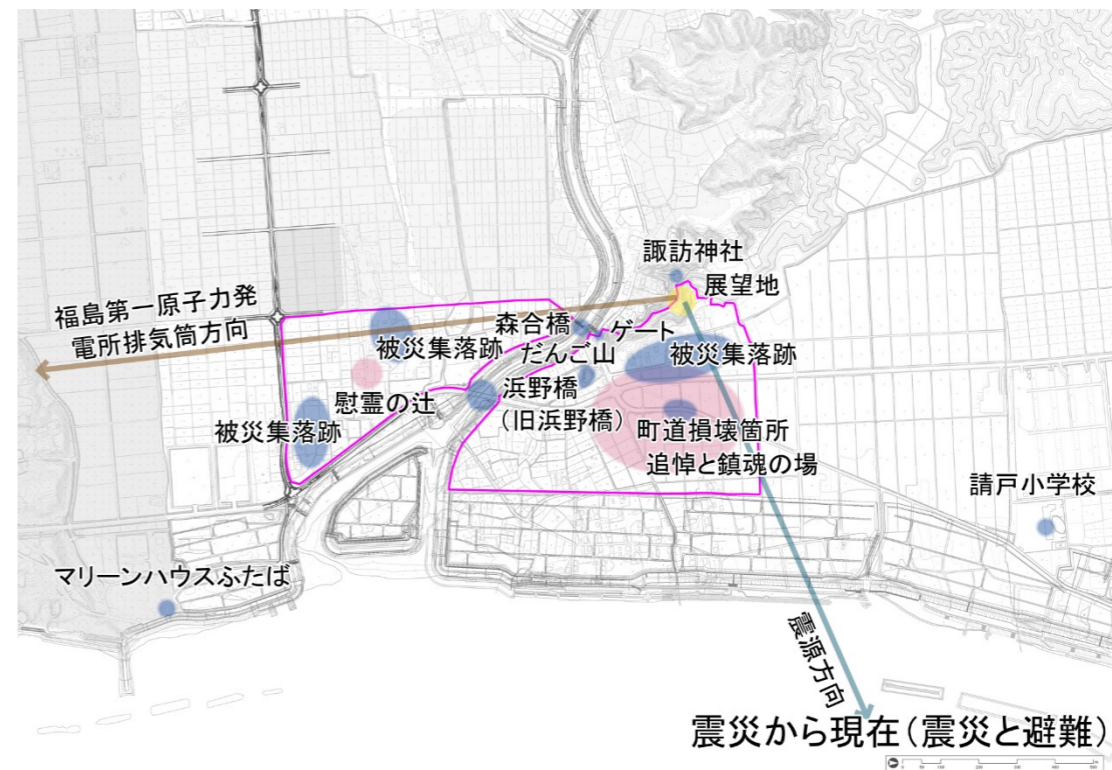 諏訪神社
展望地
福島第一原子力発
電所排気筒方向
森合橋
ゲート
被災集落跡
だんご山
被災集落跡
浜野橋
(旧浜野橋)
慰霊の辻
被災集落跡
町道損壊箇所
追悼と鎮魂の場
請戸小学校
マリーンハウスふたば
震源方向
震災から現在(震災と避難)